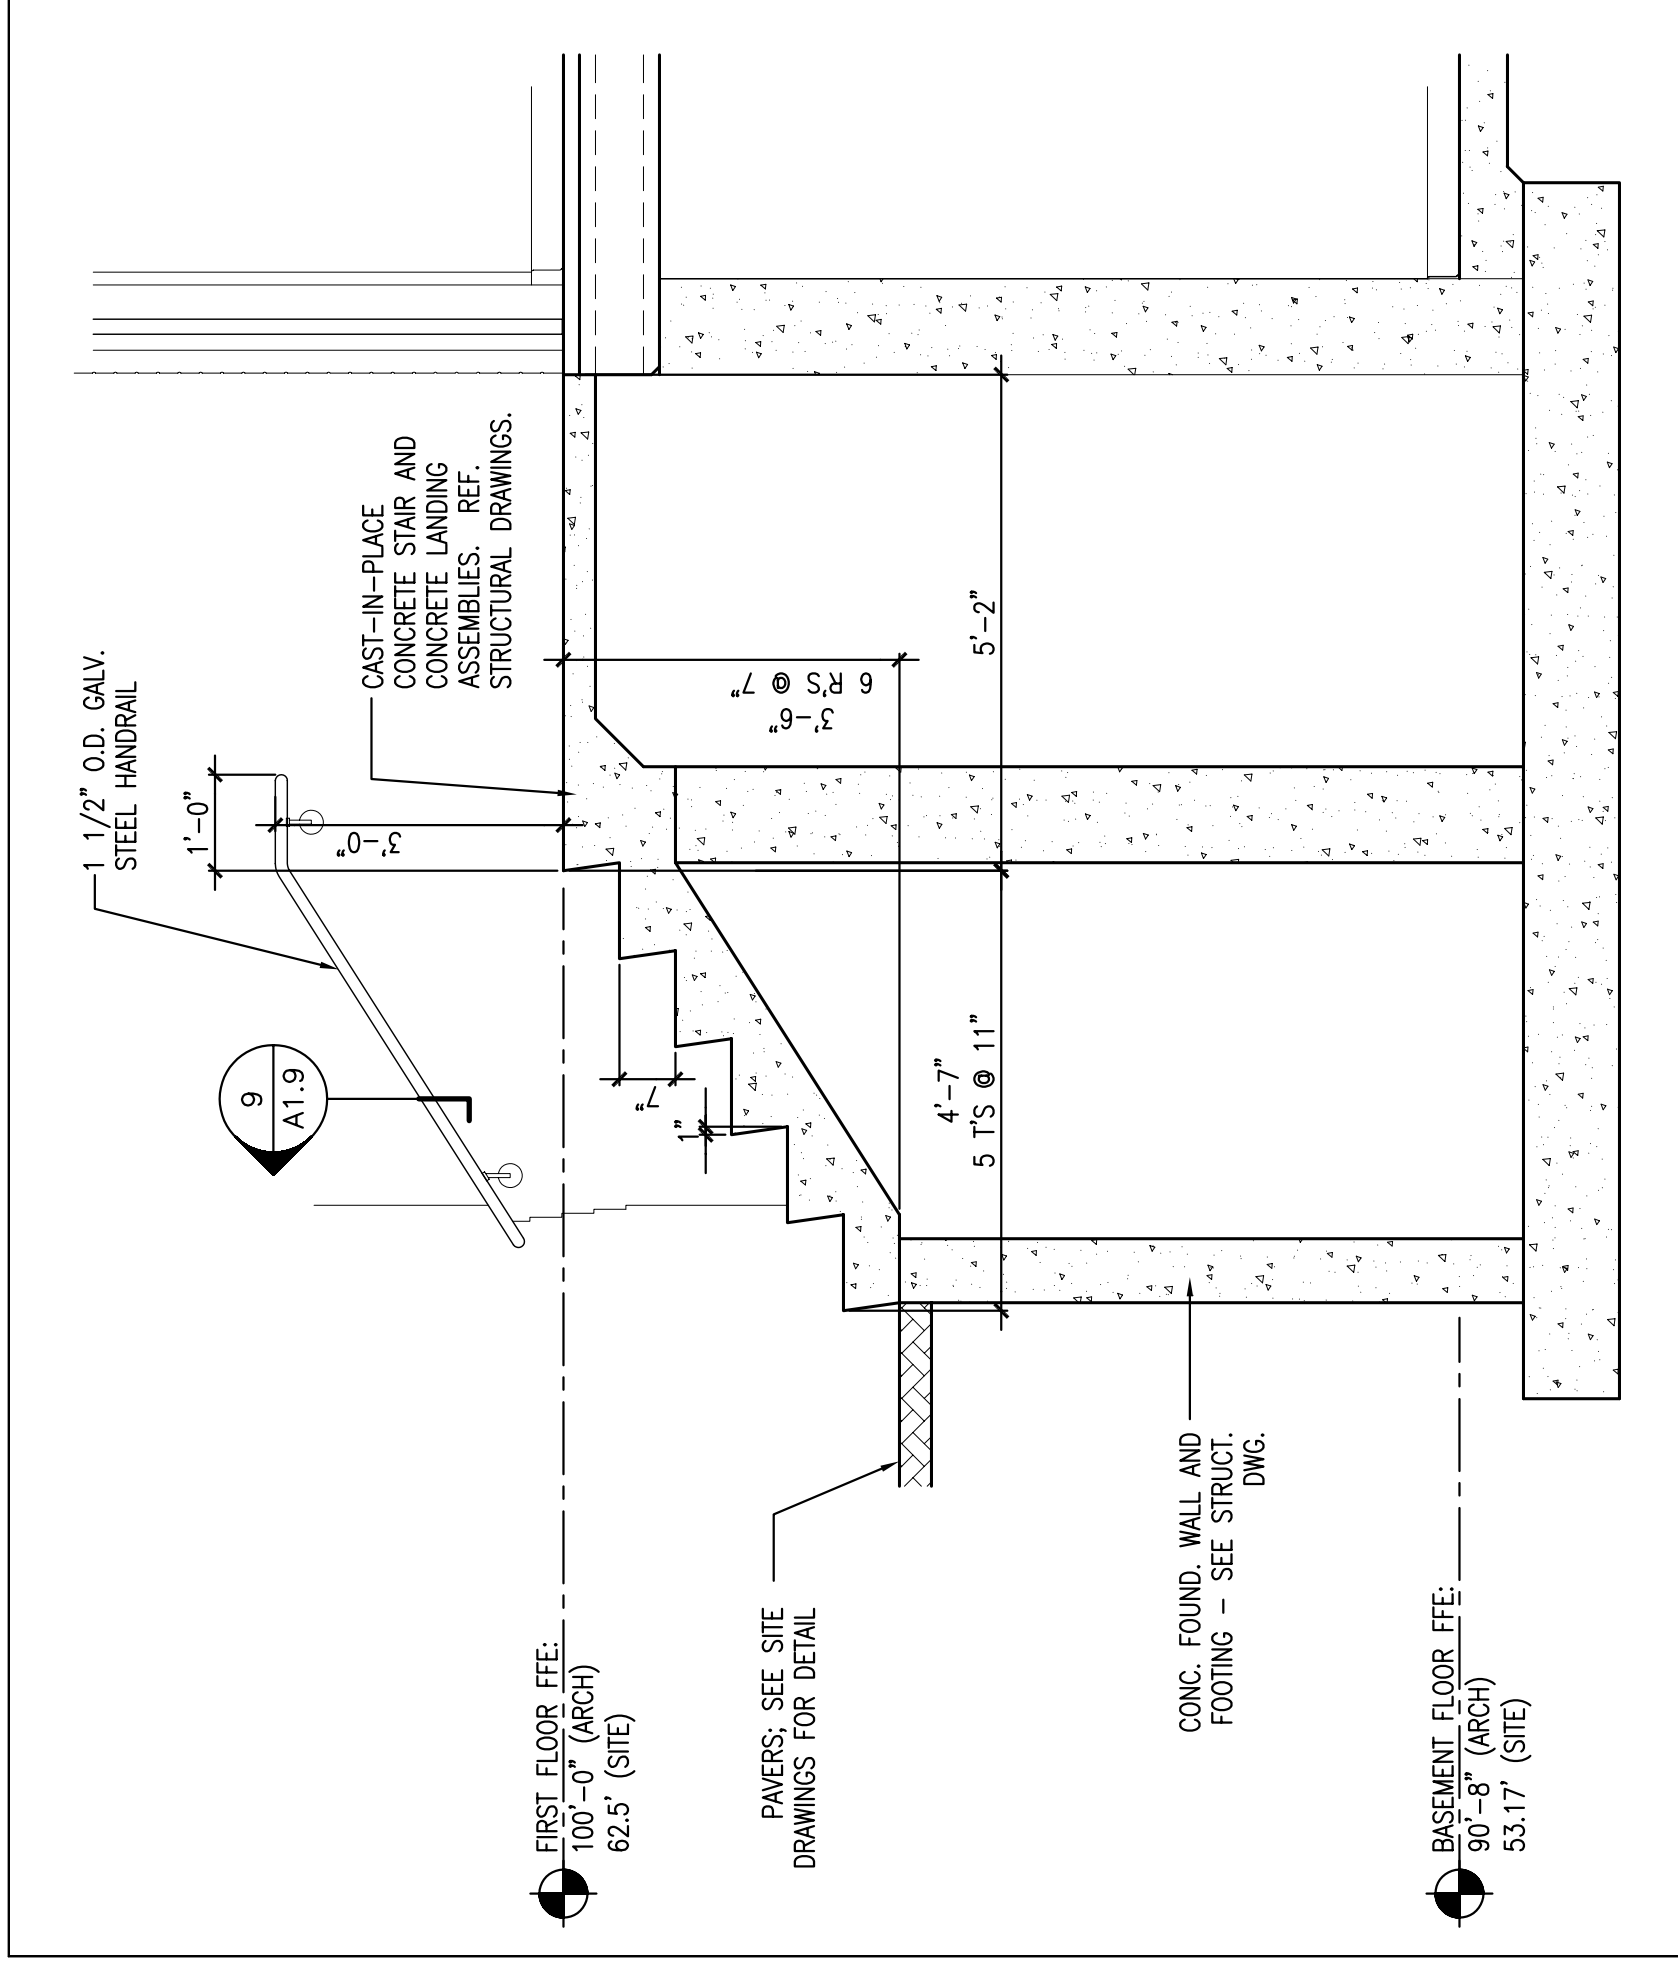 1 1/2" O.D. GALV.
STEEL HANDRAIL
1'-0"
3'-0"
CAST-IN-PLACE
CONCRETE STAIR AND
CONCRETE LANDING
ASSEMBLIES. REF.
STRUCTURAL DRAWINGS.
9
A1.9
FIRST FLOOR FFE:
100'-0" (ARCH)
62.5' (SITE)
7"
1"
3'-6"
6 R'S @ 7"
5'-2"
4'-7"
5 T'S @ 11"
PAVERS; SEE SITE
DRAWINGS FOR DETAIL
CONC. FOUND. WALL AND
FOOTING - SEE STRUCT.
DWG.
BASEMENT FLOOR FFE:
90'-8" (ARCH)
53.17' (SITE)